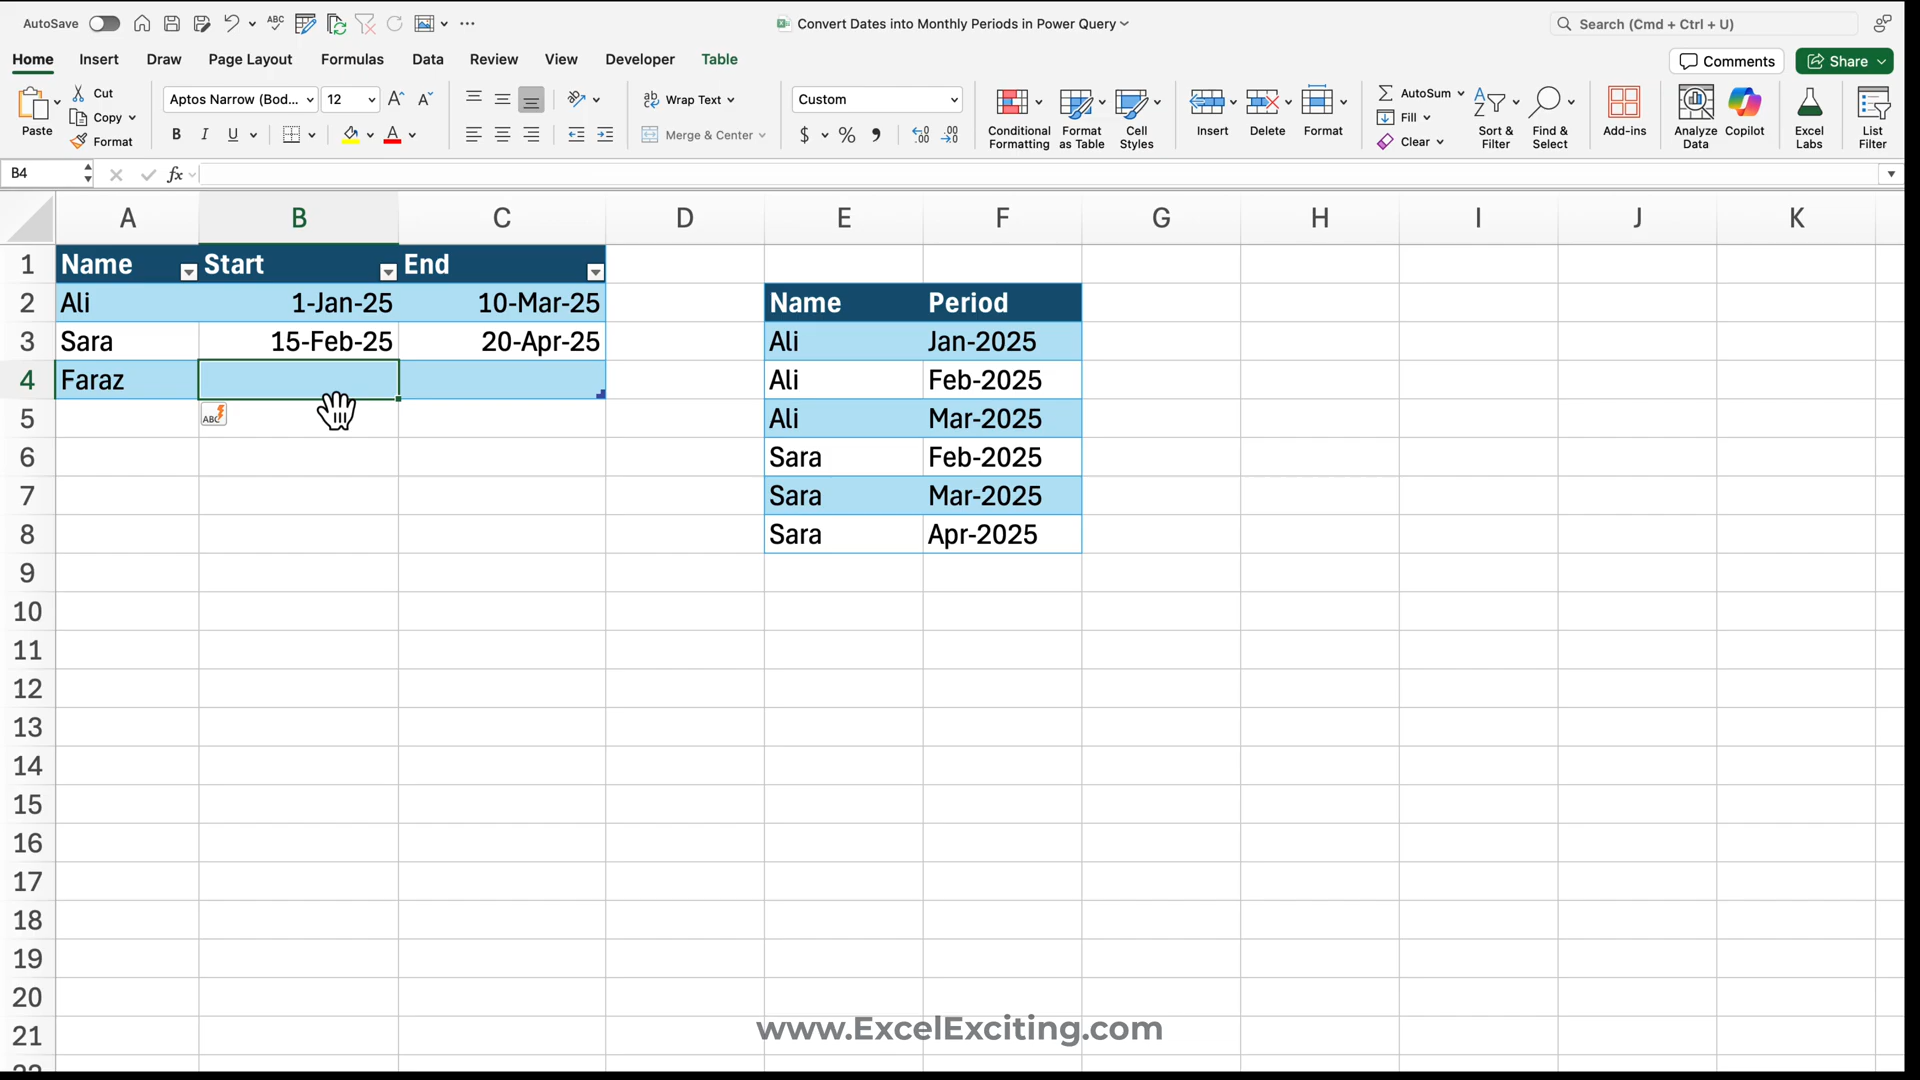 AutoSave
Convert Dates into Monthly Periods in Power Query
Search (Cmd + Ctrl + U)
Home Insert Draw Page Layout Formulas Data Review View Developer Table
Comments
Share
Paste
Cut
Copy
Format
Aptos Narrow (Bod...
12
B I U
Wrap Text
Merge & Center
Custom
Conditional Formatting
Format as Table
Cell Styles
Insert
Delete
Format
AutoSum
Fill
Clear
Sort & Filter
Find & Select
Add-ins
Analyze Data
Copilot
Excel Labs
List Filter
B4
fx
A B C D E F G H I J K
1 Name Start End
2 Ali 1-Jan-25 10-Mar-25 Name Period
3 Sara 15-Feb-25 20-Apr-25 Ali Jan-2025
4 Faraz Ali Feb-2025
5 ABC Ali Mar-2025
6 Sara Feb-2025
7 Sara Mar-2025
8 Sara Apr-2025
9
10
11
12
13
14
15
16
17
18
19
20
21
www.ExcelExciting.com